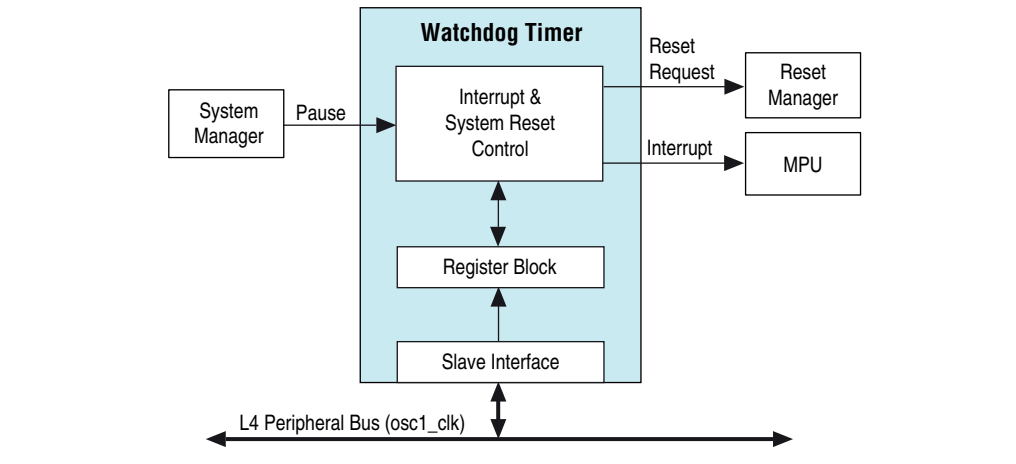 Watchdog Timer
System
Manager
Pause
Interrupt &
System Reset
Control
Reset
Request
Reset
Manager
Interrupt
MPU
Register Block
Slave Interface
L4 Peripheral Bus (osc1_clk)